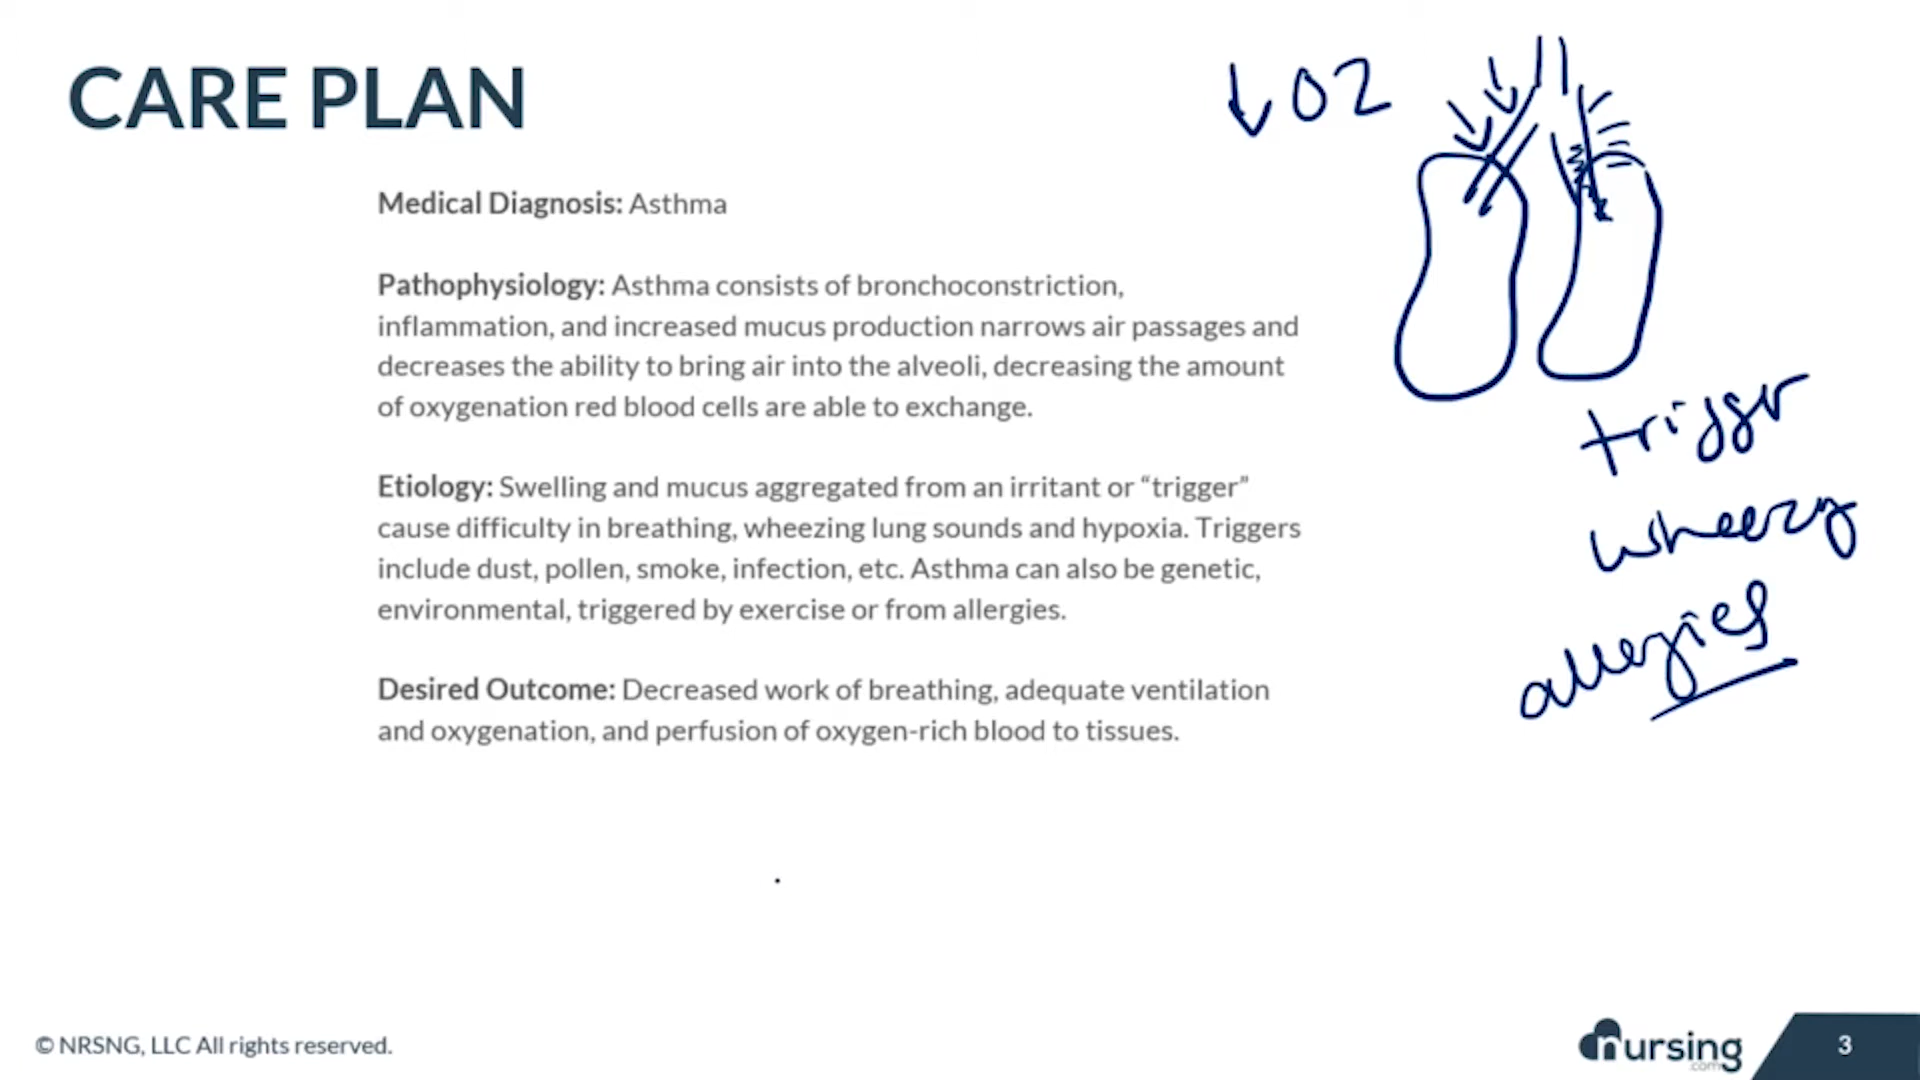 CARE PLAN
↓ O2
Medical Diagnosis: Asthma
Pathophysiology: Asthma consists of bronchoconstriction,
inflammation, and increased mucus production narrows air passages and
decreases the ability to bring air into the alveoli, decreasing the amount
of oxygenation red blood cells are able to exchange.
Etiology: Swelling and mucus aggregated from an irritant or “trigger”
cause difficulty in breathing, wheezing lung sounds and hypoxia. Triggers
include dust, pollen, smoke, infection, etc. Asthma can also be genetic,
environmental, triggered by exercise or from allergies.
Desired Outcome: Decreased work of breathing, adequate ventilation
and oxygenation, and perfusion of oxygen-rich blood to tissues.
allergies
© NRSNG, LLC All rights reserved.
nursing
.com
3